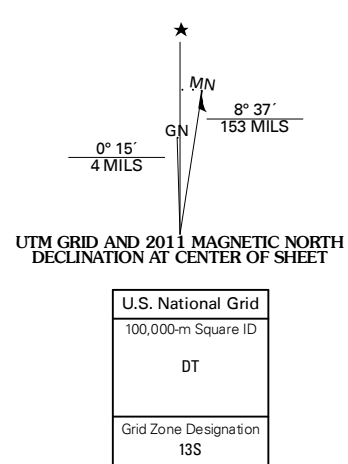 ★
MN
8° 37´
153 MILS
GN
0° 15´
4 MILS
UTM GRID AND 2011 MAGNETIC NORTH
DECLINATION AT CENTER OF SHEET
U.S. National Grid
100,000-m Square ID
DT
Grid Zone Designation
13S